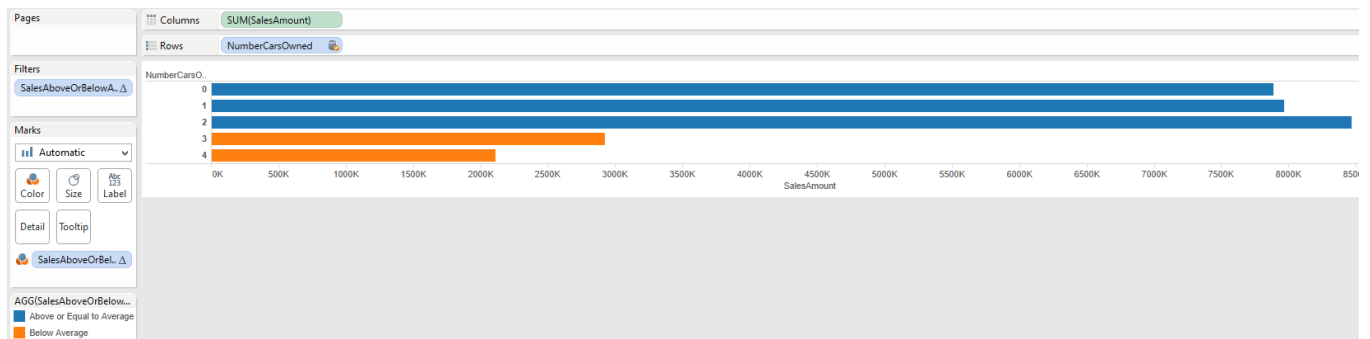 Pages
Columns SUM(SalesAmount)
Rows NumberCarsOwned
Filters
SalesAboveOrBelowA.. Δ
NumberCarsO..
0
1
2
3
4
0K 500K 1000K 1500K 2000K 2500K 3000K 3500K 4000K 4500K 5000K 5500K 6000K 6500K 7000K 7500K 8000K 850
SalesAmount
Marks
Automatic
Color Size Abc 123 Label
Detail Tooltip
SalesAboveOrBel.. Δ
AGG(SalesAboveOrBelow...
Above or Equal to Average
Below Average